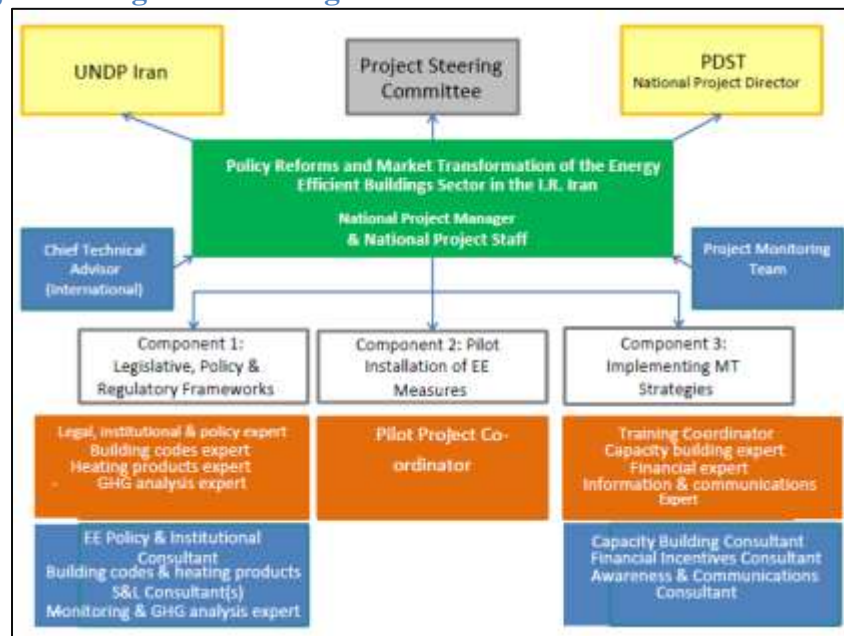 UNDP Iran
Project Steering
Committee
PDST
National Project Director
Policy Reforms and Market Transformation of the Energy
Efficient Buildings Sector in the I.R. Iran
National Project Manager
& National Project Staff
Chief Technical
Advisor
(International)
Project Monitoring
Team
Component 1:
Legislative, Policy &
Regulatory Frameworks
Component 2: Pilot
Installation of EE
Measures
Component 3:
Implementing MT
Strategies
Legal, institutional & policy expert
Building codes expert
Heating products expert
- GHG analysis expert
Pilot Project Co-
ordinator
Training Coordinator
Capacity building expert
Financial expert
Information & communications
Expert
EE Policy & Institutional
Consultant
Building codes & heating products
S&L Consultant(s)
Monitoring & GHG analysis expert
Capacity Building Consultant
Financial Incentives Consultant
Awareness & Communications
Consultant